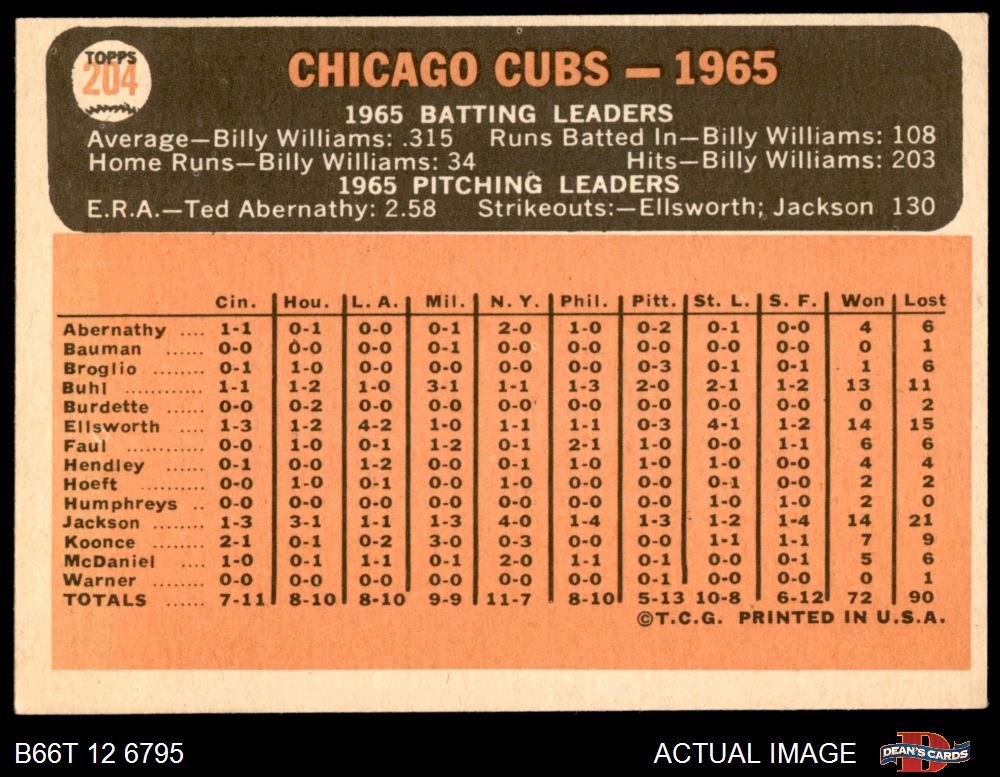 TOPPS
204
CHICAGO CUBS — 1965
1965 BATTING LEADERS
Average—Billy Williams: .315 Runs Batted In—Billy Williams: 108
Home Runs—Billy Williams: 34 Hits—Billy Williams: 203
1965 PITCHING LEADERS
E.R.A.—Ted Abernathy: 2.58 Strikeouts:—Ellsworth; Jackson 130
Cin. Hou. L. A. Mil. N. Y. Phil. Pitt. St. L. S. F. Won Lost
Abernathy .... 1-1 0-1 0-0 0-1 2-0 1-0 0-2 0-1 0-0 4 6
Bauman ...... 0-0 0-0 0-0 0-1 0-0 0-0 0-0 0-0 0-0 0 1
Broglio ...... 0-1 1-0 0-0 0-0 0-0 0-0 0-3 0-1 0-1 1 6
Buhl ............ 1-1 1-2 1-0 3-1 1-1 1-3 2-0 2-1 1-2 13 11
Burdette ...... 0-0 0-2 0-0 0-0 0-0 0-0 0-0 0-0 0-0 0 2
Ellsworth .... 1-3 1-2 4-2 1-0 1-1 1-1 0-3 4-1 1-2 14 15
Faul ............ 0-0 1-0 0-1 1-2 0-1 2-1 1-0 0-0 1-1 6 6
Hendley ...... 0-1 0-0 1-2 0-0 0-1 1-0 1-0 1-0 0-0 4 4
Hoeft .......... 0-0 1-0 0-1 0-0 1-0 0-0 0-0 0-1 0-0 2 2
Humphreys .. 0-0 0-0 0-0 0-0 0-0 0-0 0-0 1-0 1-0 2 0
Jackson ........ 1-3 3-1 1-1 1-3 4-0 1-4 1-3 1-2 1-4 14 21
Koonce ........ 2-1 0-1 0-2 3-0 0-3 0-0 0-0 1-1 1-1 7 9
McDaniel .... 1-0 0-1 1-1 0-1 2-0 1-1 0-1 0-0 0-1 5 6
Warner ........ 0-0 0-0 0-0 0-0 0-0 0-0 0-1 0-0 0-0 0 1
TOTALS ...... 7-11 8-10 8-10 9-9 11-7 8-10 5-13 10-8 6-12 72 90
©T.C.G. PRINTED IN U.S.A.
B66T 12 6795 ACTUAL IMAGE DEAN'S CARDS